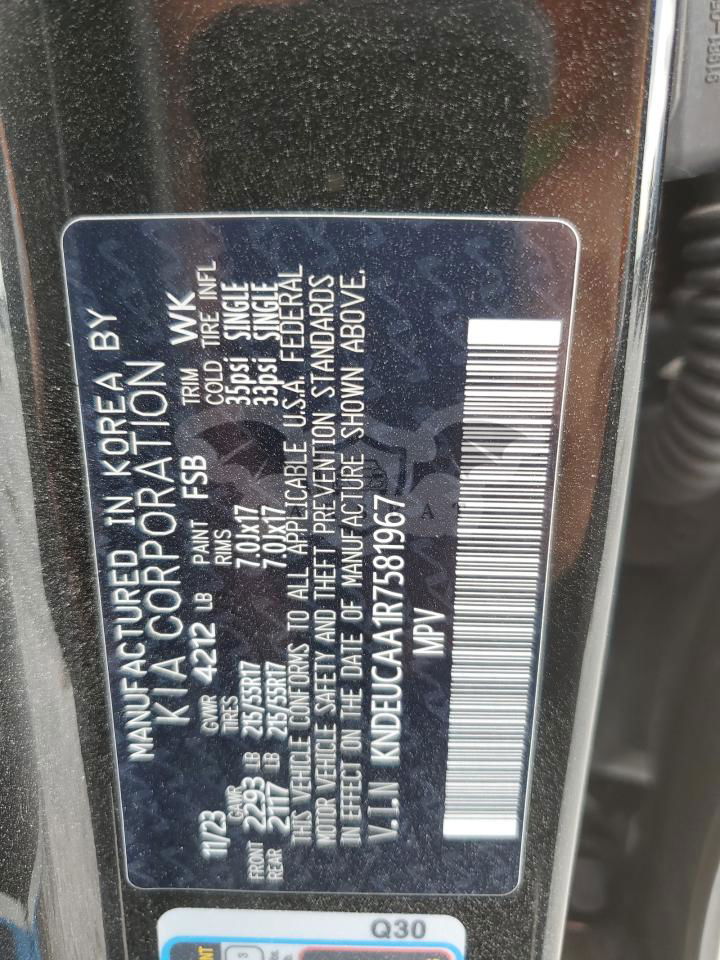 MANUFACTURED IN KOREA BY
KIA CORPORATION
11/23 GVWR 4212 LB PAINT FSB TRIM WK
GAWR TIRES RIMS COLD TIRE INFL
FRONT 2293 LB 215/55R17 7.0Jx17 35psi SINGLE
REAR 2117 LB 215/55R17 7.0Jx17 33psi SINGLE
THIS VEHICLE CONFORMS TO ALL APPLICABLE U.S.A. FEDERAL
MOTOR VEHICLE SAFETY AND THEFT PREVENTION STANDARDS
IN EFFECT ON THE DATE OF MANUFACTURE SHOWN ABOVE.
V.I.N KNDEUCAA1R7581967
MPV
Q30